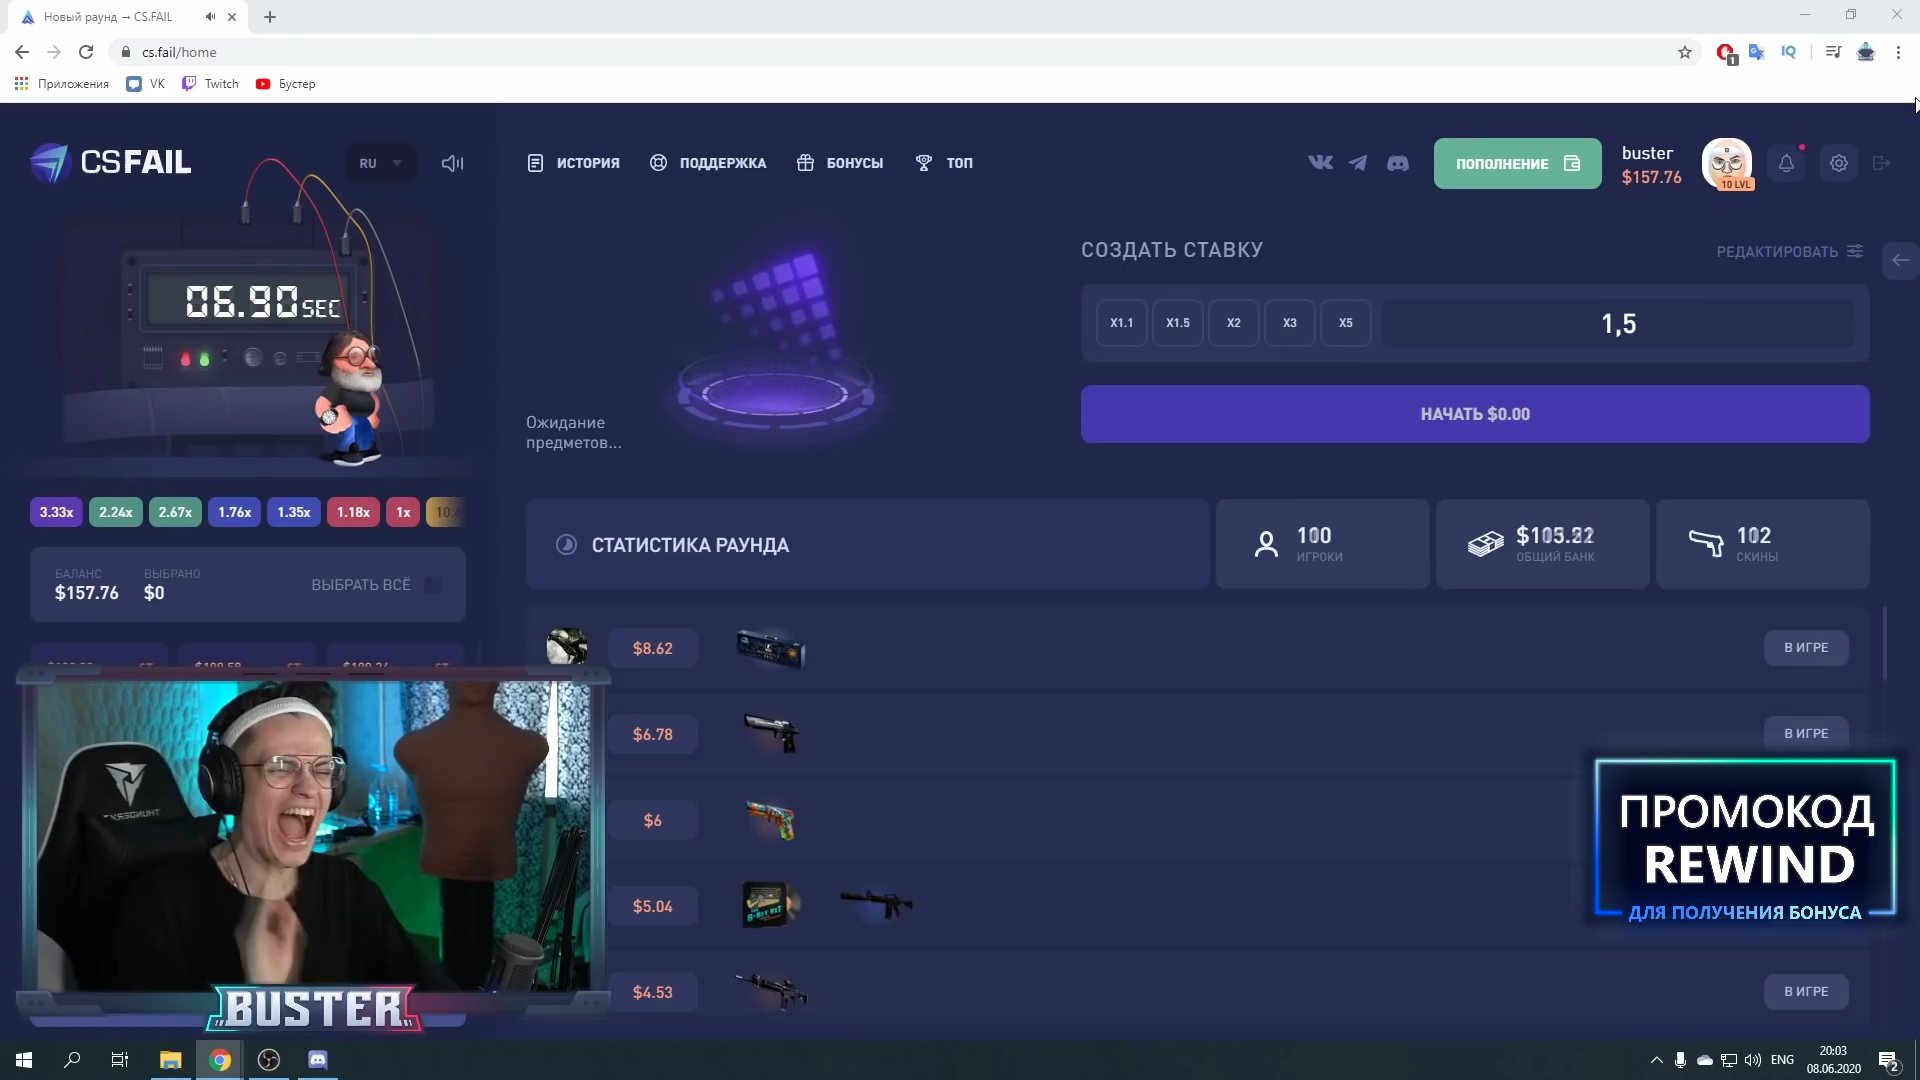 Новый раунд → CS.FAIL
cs.fail/home
1
Приложения
VK
Twitch
Бустер
CSFAIL
RU
ИСТОРИЯ
ПОДДЕРЖКА
БОНУСЫ
ТОП
ПОПОЛНЕНИЕ
buster
$157.76
10 LVL
06.90SEC
Ожидание
предметов...
СОЗДАТЬ СТАВКУ
РЕДАКТИРОВАТЬ
X1.1
X1.5
X2
X3
X5
1,5
НАЧАТЬ $0.00
3.33x
2.24x
2.67x
1.76x
1.35x
1.18x
1x
БАЛАНС
$157.76
ВЫБРАНО
$0
ВЫБРАТЬ ВСЁ
СТАТИСТИКА РАУНДА
100
ИГРОКИ
ОБЩИЙ БАНК
102
СКИНЫ
$8.62
В ИГРЕ
$6.78
В ИГРЕ
$6
$5.04
$4.53
В ИГРЕ
ПРОМОКОД
REWIND
ДЛЯ ПОЛУЧЕНИЯ БОНУСА
BUSTER
ENG
20:03
08.06.2020
2